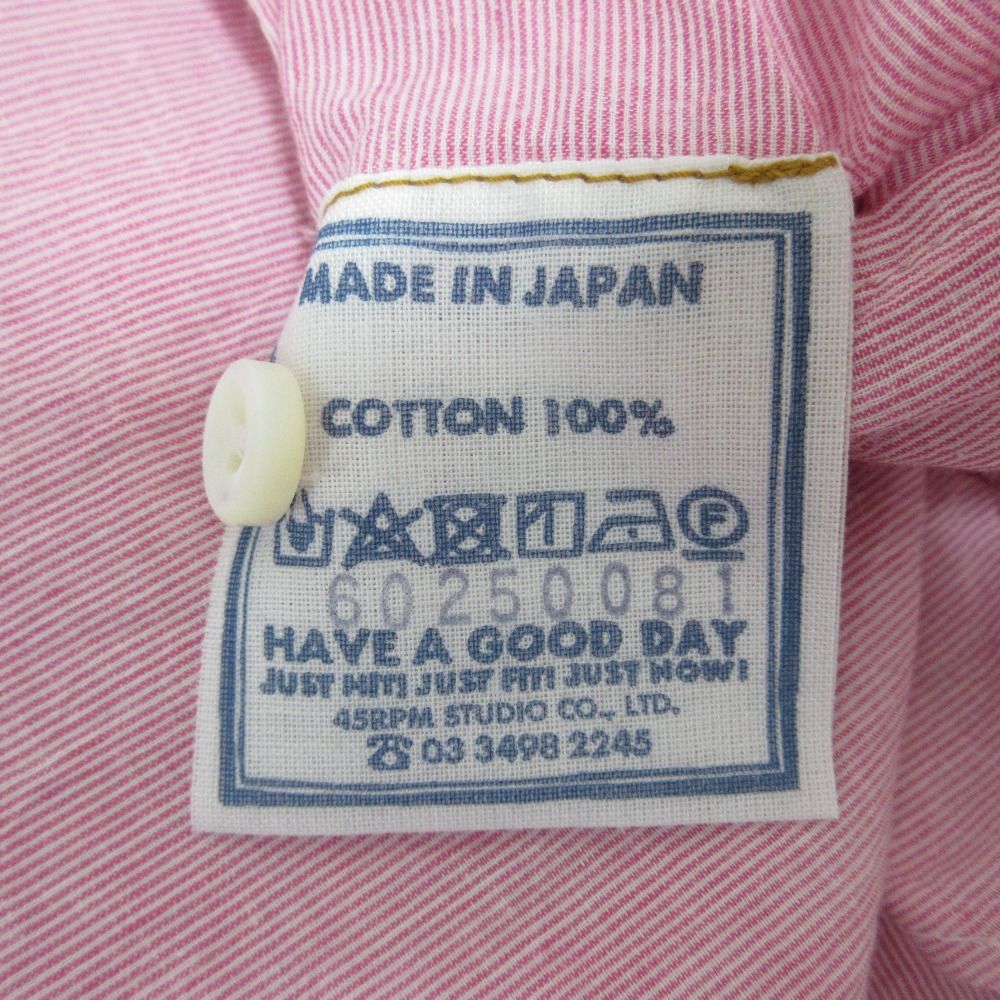 MADE IN JAPAN
COTTON 100%
F
60250081
HAVE A GOOD DAY
JUST HIT! JUST FIT! JUST NOW!
45RPM STUDIO CO., LTD.
☎ 03 3498 2245